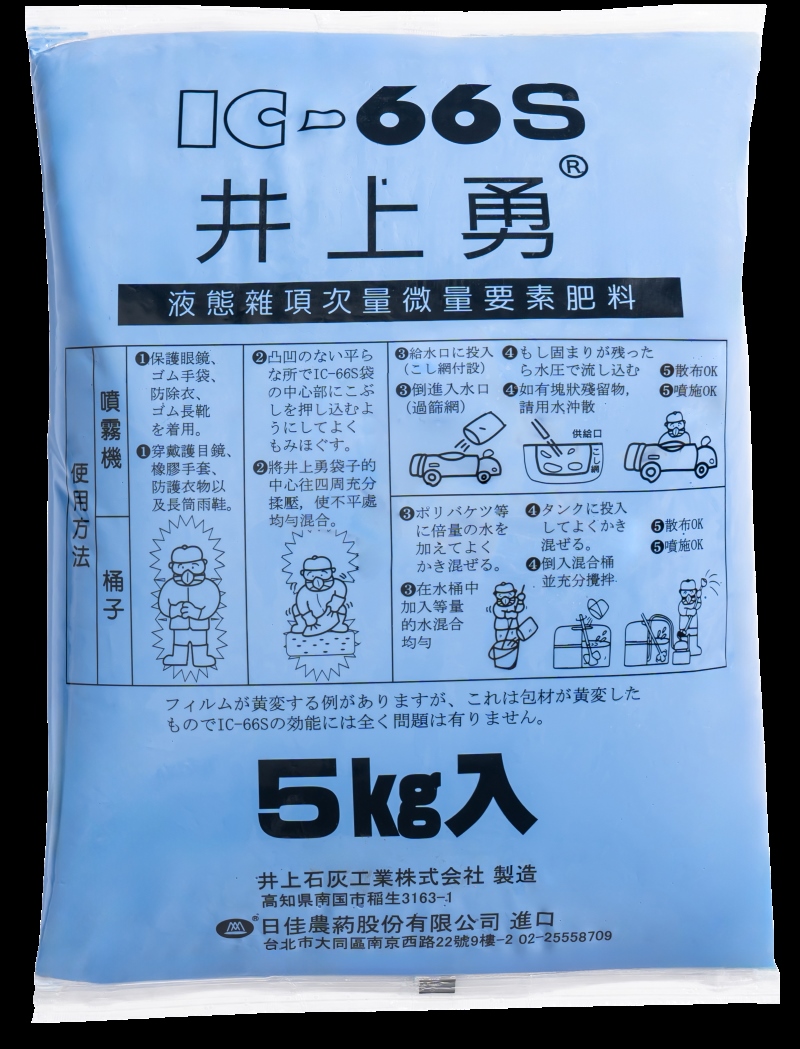 IC-66S
井上勇®
液態雜項次量微量要素肥料
使用方法
噴霧機
桶子
❶保護眼鏡、
ゴム手袋、
防除衣、
ゴム長靴
を着用。
❶穿戴護目鏡、
橡膠手套、
防護衣物以
及長筒雨鞋。
❷凸凹のない平ら
な所でIC-66S袋
の中心部にこぶ
しを押し込むよ
うにしてよく
もみほぐす。
❷將井上勇袋子的
中心往四周充分
揉壓，使不平處
均勻混合。
❸給水口に投入
（こし網付設）
❸倒進入水口
（過篩網）
❹もし固まりが残った
ら水圧で流し込む
❹如有塊狀殘留物，
請用水沖散
❺散布OK
❺噴施OK
供給口
こし網
❸ポリバケツ等
に倍量の水を
加えてよく
かき混ぜる。
❸在水桶中
加入等量
的水混合
均勻
❹タンクに投入
してよくかき
混ぜる。
❹倒入混合桶
並充分攪拌
❺散布OK
❺噴施OK
フィルムが黄変する例がありますが、これは包材が黄変した
ものでIC-66Sの効能には全く問題は有りません。
5kg入
井上石灰工業株式会社 製造
高知県南国市稲生3163-1
®日佳農药股份有限公司 進口
台北市大同區南京西路22號9樓-2 02-25558709